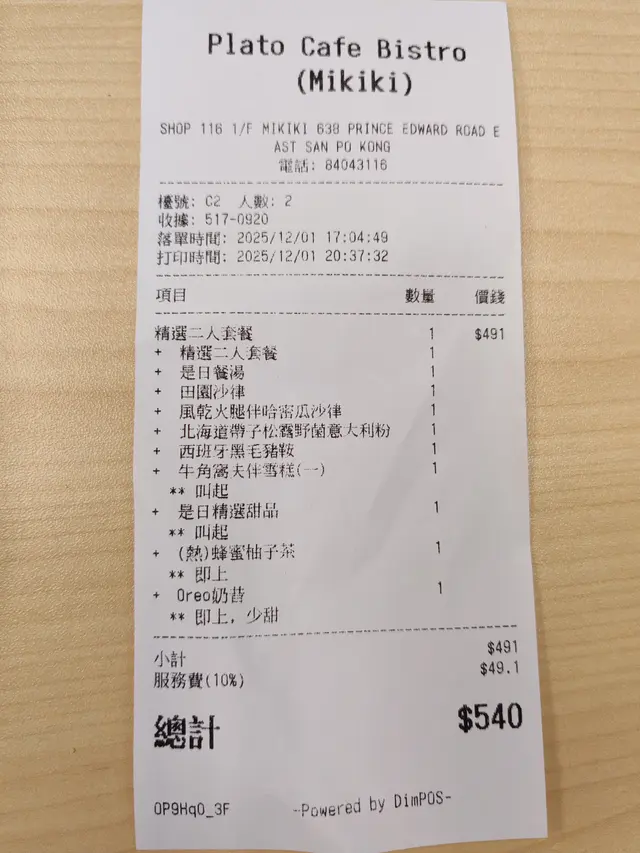 Plato Cafe Bistro
(Mikiki)
SHOP 116 1/F MIKIKI 638 PRINCE EDWARD ROAD E
AST SAN PO KONG
電話: 84043116
檯號: C2 人數: 2
收據: 517-0920
落單時間: 2025/12/01 17:04:49
打印時間: 2025/12/01 20:37:32
項目 數量 價錢
精選二人套餐 1 $491
+ 精選二人套餐 1
+ 是日餐湯 1
+ 田園沙律 1
+ 風乾火腿伴哈密瓜沙律 1
+ 北海道帶子松露野菌意大利粉 1
+ 西班牙黑毛豬鞍 1
+ 牛角窩夫伴雪糕(一) 1
** 叫起
+ 是日精選甜品 1
** 叫起
+ (熱)蜂蜜柚子茶 1
** 即上
+ Oreo奶昔 1
** 即上, 少甜
小計 $491
服務費(10%) $49.1
總計 $540
OP9HqO_3F -Powered by DimPOS-